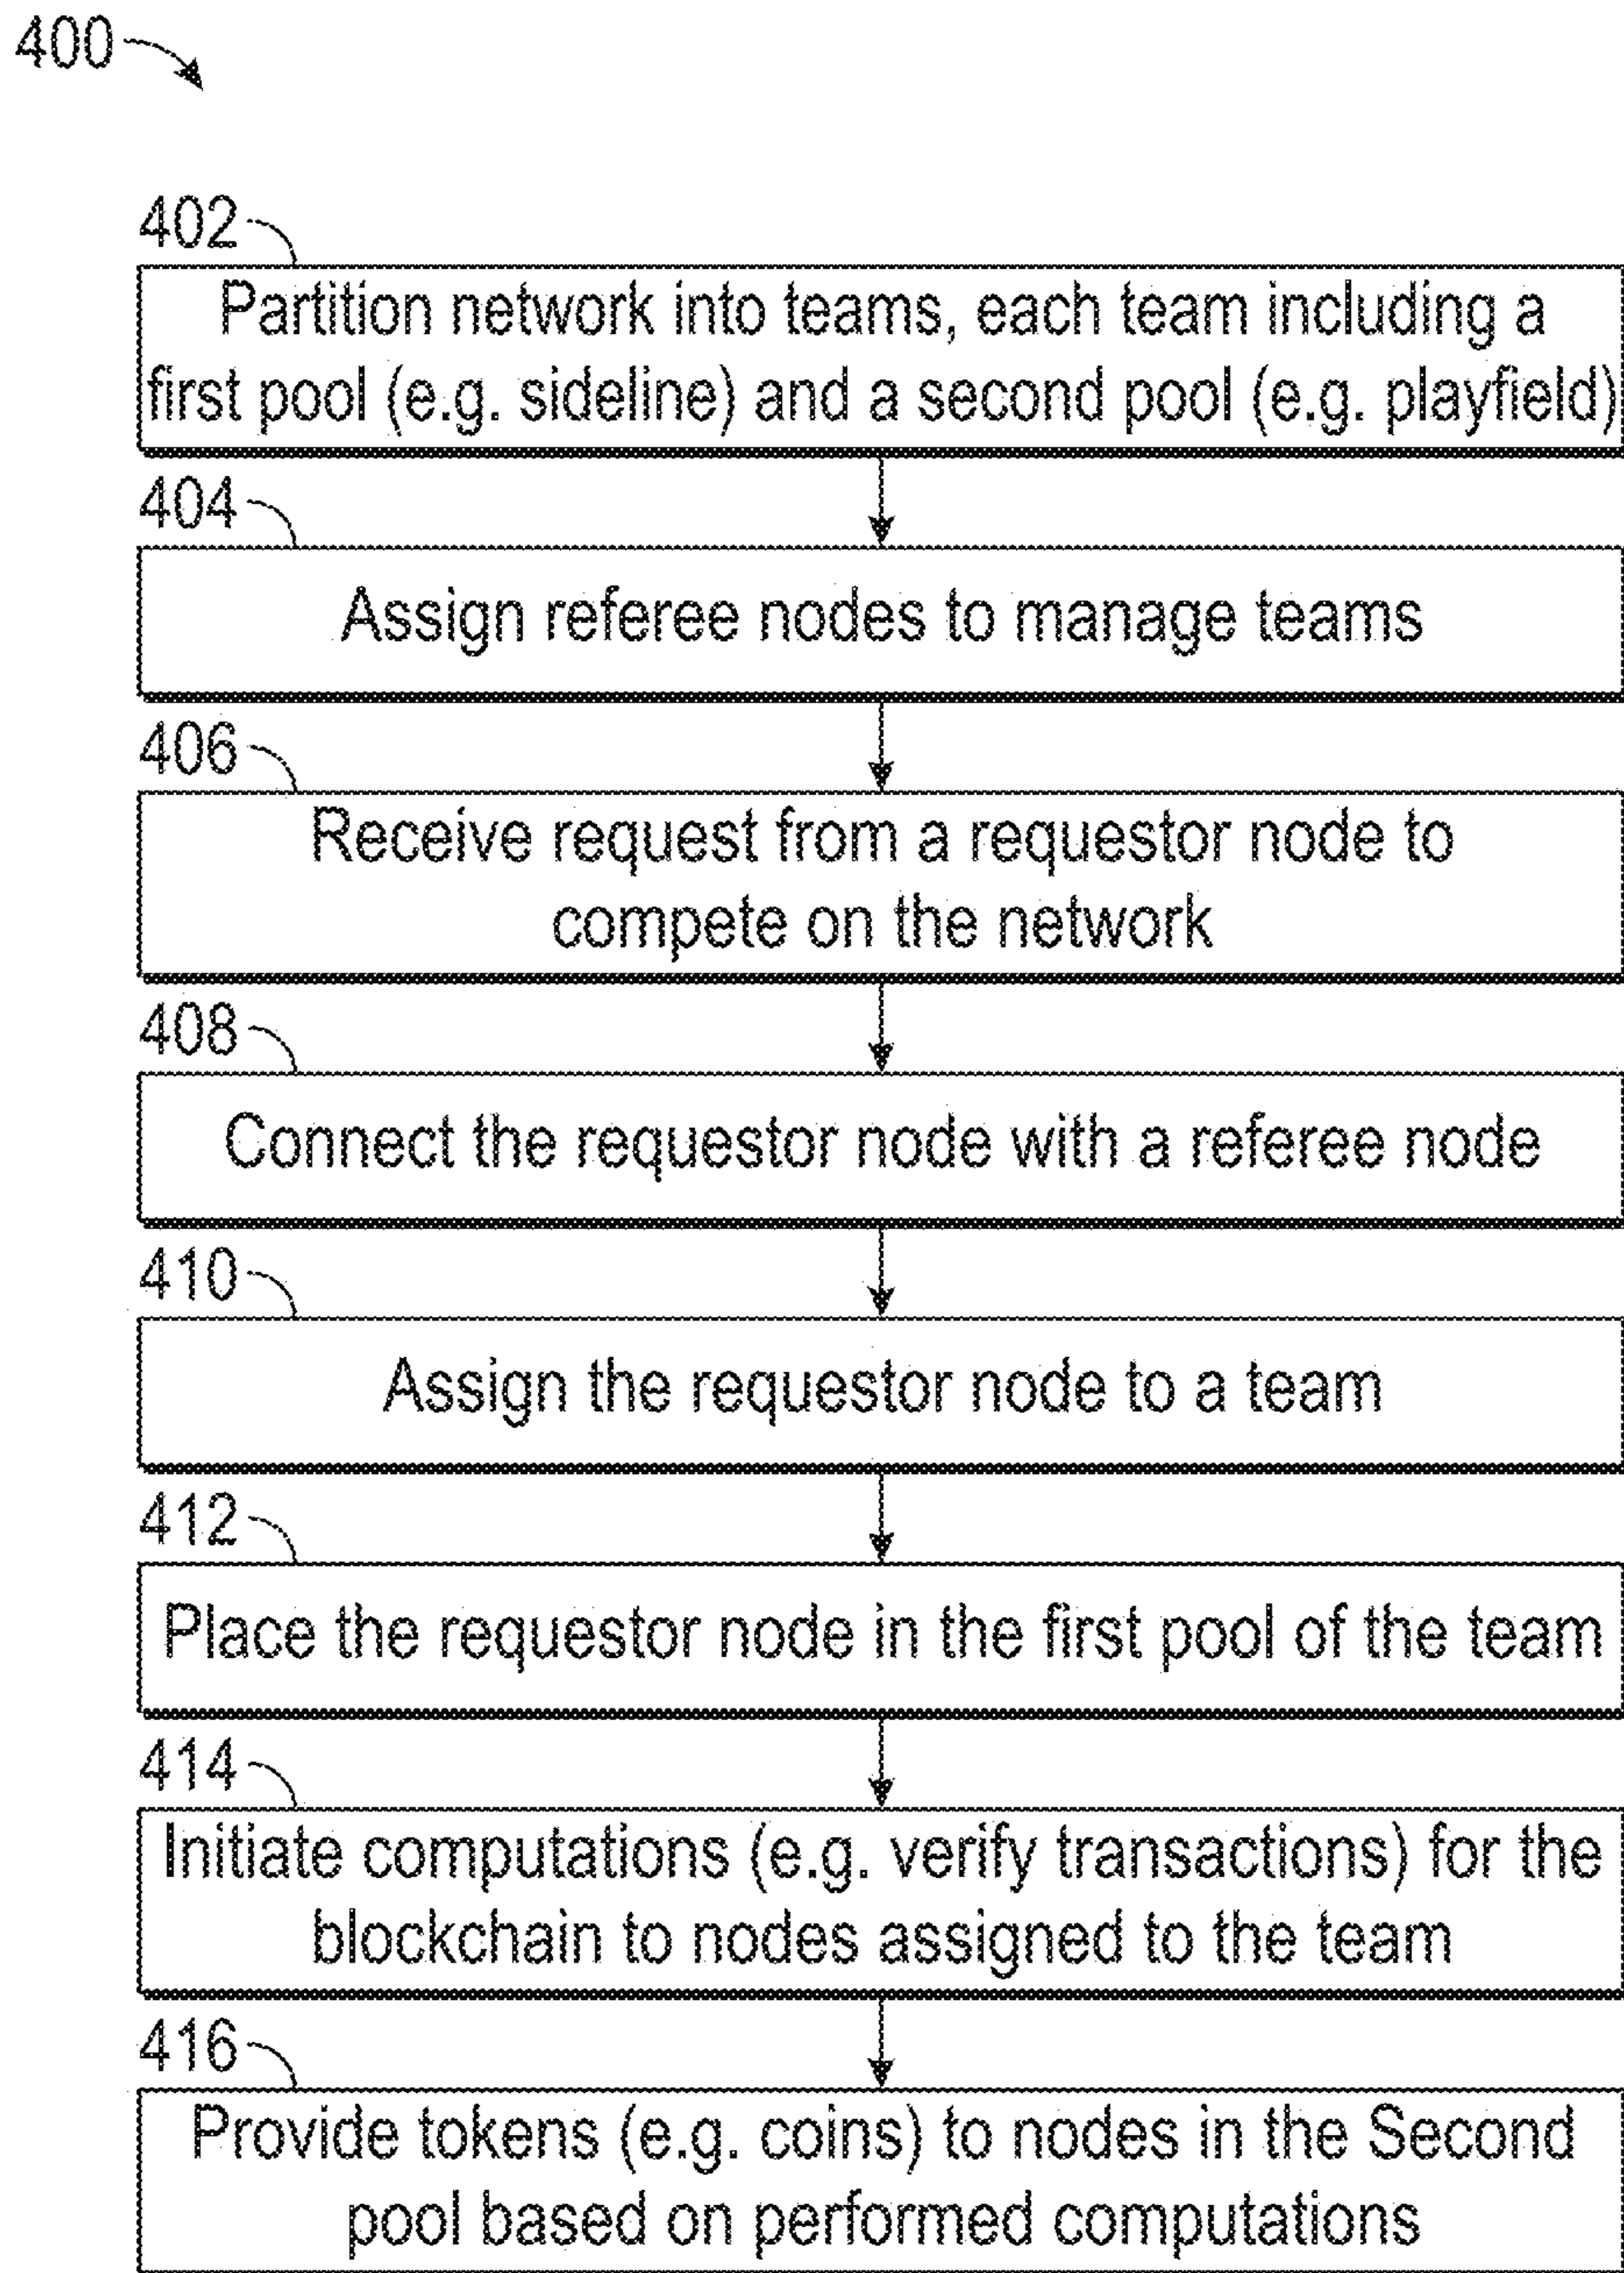 400
402
Partition network into teams, each team including a
first pool (e.g. sideline) and a second pool (e.g. playfield)
404
Assign referee nodes to manage teams
406
Receive request from a requestor node to
compete on the network
408
Connect the requestor node with a referee node
410
Assign the requestor node to a team
412
Place the requestor node in the first pool of the team
414
Initiate computations (e.g. verify transactions) for the
blockchain to nodes assigned to the team
416
Provide tokens (e.g. coins) to nodes in the Second
pool based on performed computations